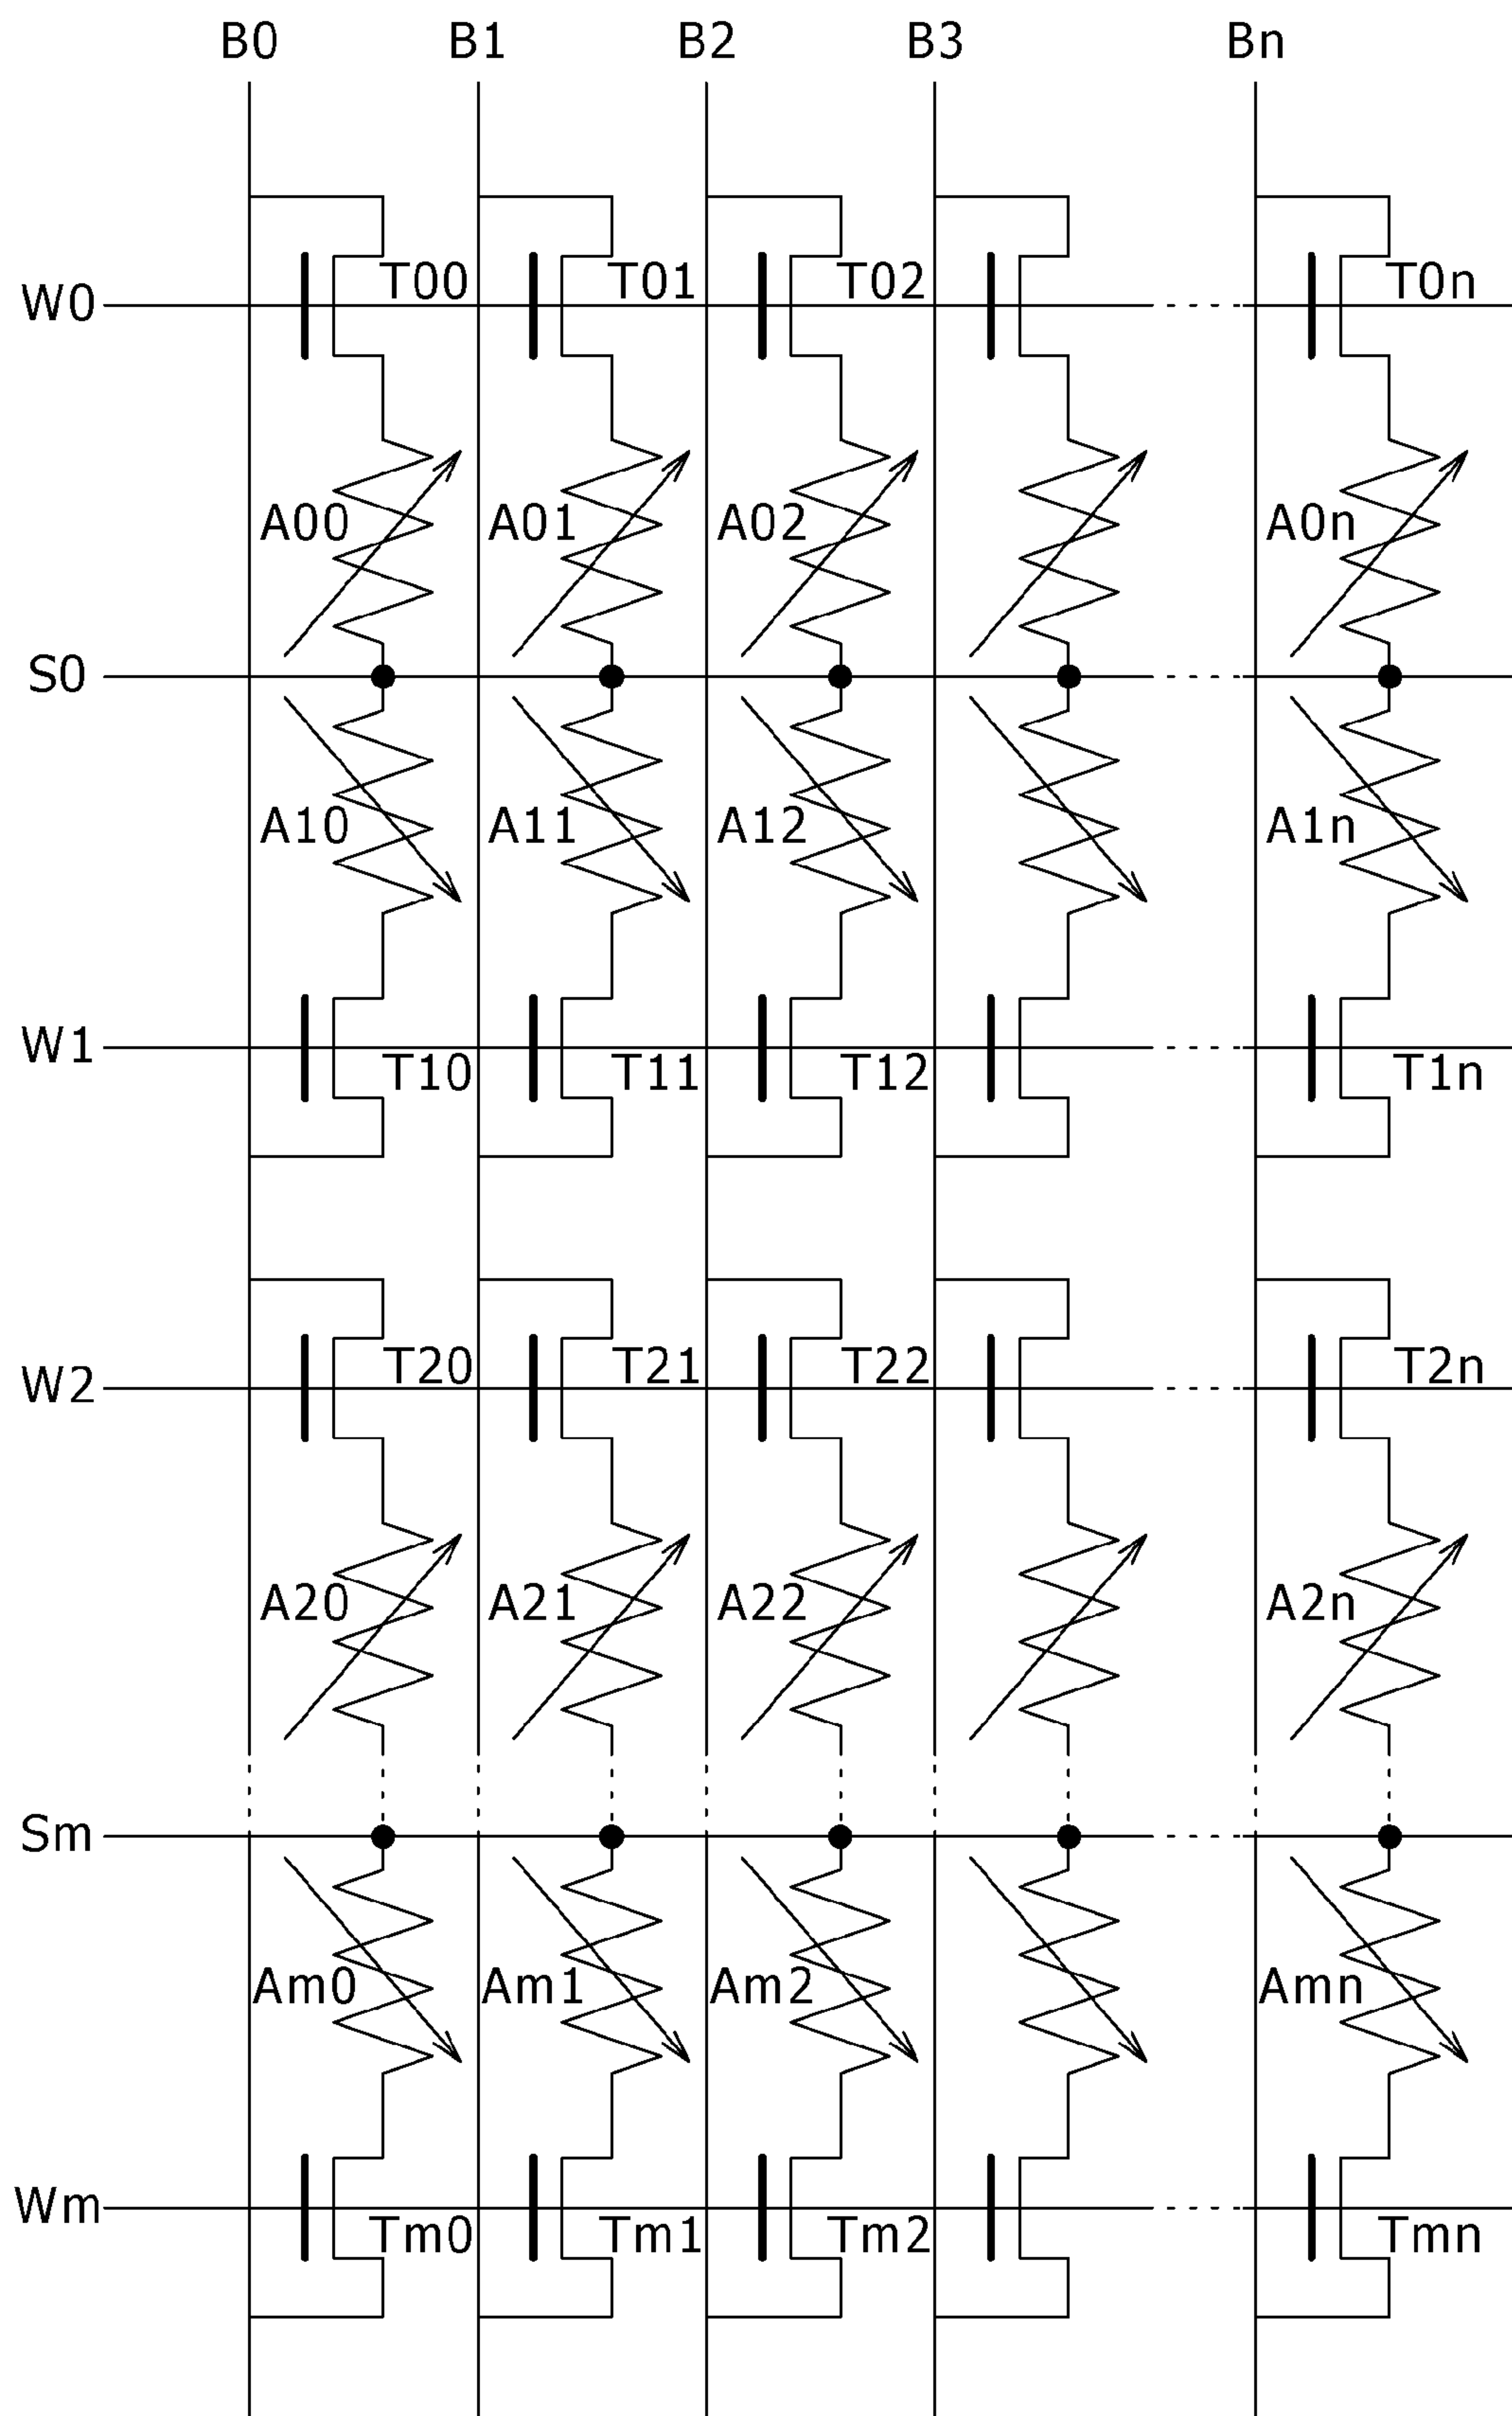 B0 B1 B2 B3 Bn
W0 T00 T01 T02 T0n
A00 A01 A02 A0n
S0
A10 A11 A12 A1n
W1 T10 T11 T12 T1n
W2 T20 T21 T22 T2n
A20 A21 A22 A2n
Sm
Am0 Am1 Am2 Amn
Wm Tm0 Tm1 Tm2 Tmn